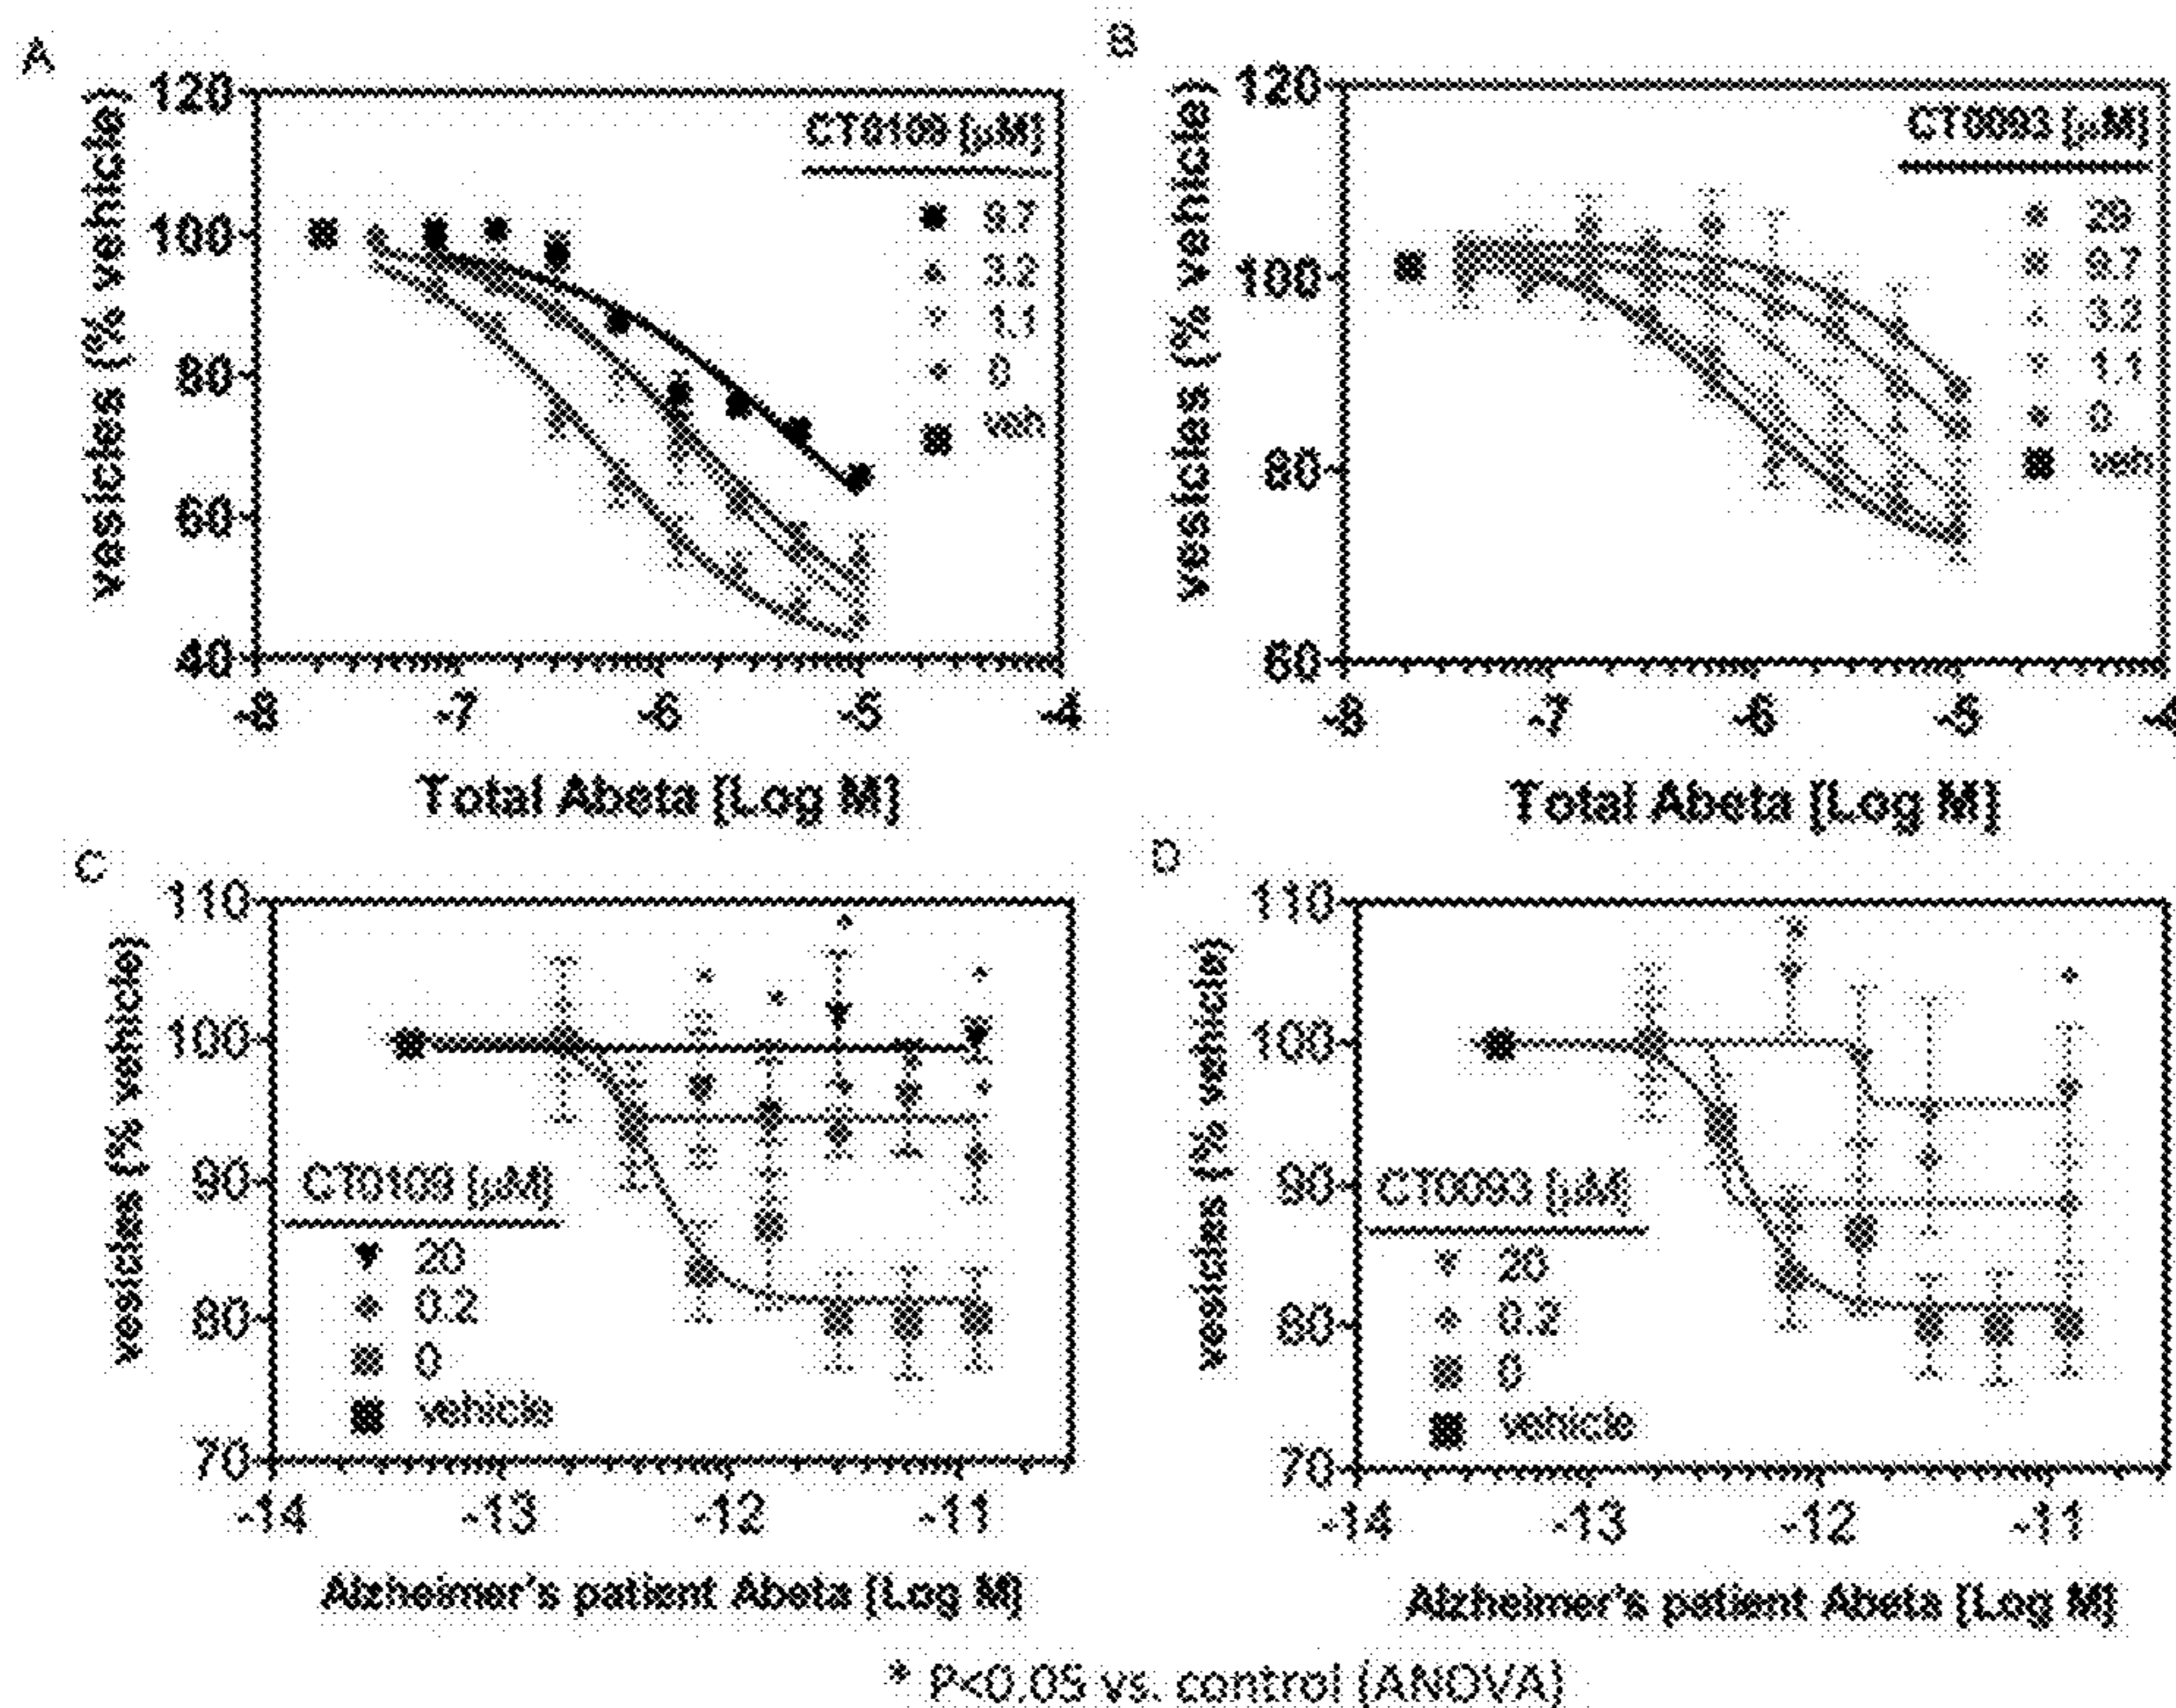 A
vesicles (% vehicle)
120
100
80
60
40
CT0109 [µM]
9.7
3.2
1.1
0
veh
-8 -7 -6 -5 -4
Total Abeta [Log M]
B
vesicles (% vehicle)
120
100
80
60
CT0093 [µM]
29
9.7
3.2
1.1
0
veh
-8 -7 -6 -5 -4
Total Abeta [Log M]
C
vesicles (% vehicle)
110
100
90
80
70
CT0109 [µM]
20
0.2
0
vehicle
-14 -13 -12 -11
Alzheimer's patient Abeta [Log M]
D
vesicles (% vehicle)
110
100
90
80
70
CT0093 [µM]
20
0.2
0
vehicle
-14 -13 -12 -11
Alzheimer's patient Abeta [Log M]
* P<0.05 vs. control (ANOVA)